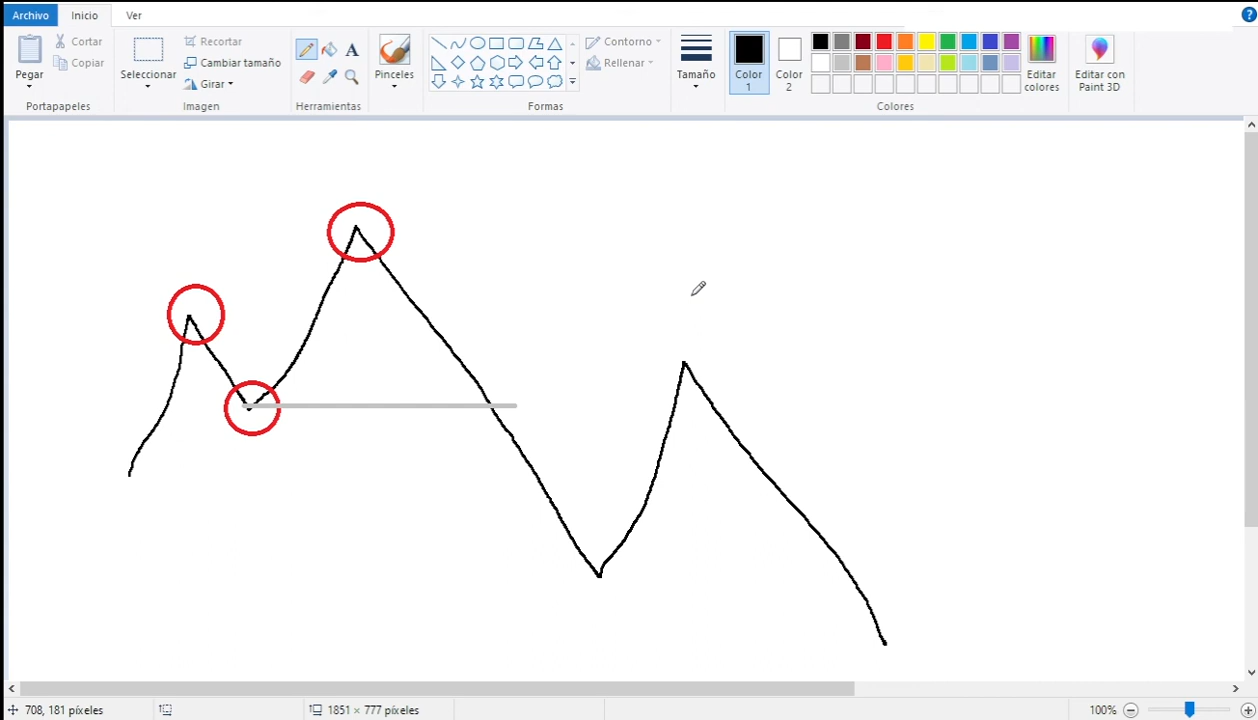 Archivo Inicio Ver
Pegar
Cortar
Copiar
Portapapeles
Seleccionar
Recortar
Cambiar tamaño
Girar
Imagen
A
Herramientas
Pinceles
Contorno
Rellenar
Formas
Tamaño
Color
1
Color
2
Editar
colores
Colores
Editar con
Paint 3D
?
708, 181 píxeles
1851 × 777 píxeles
100%